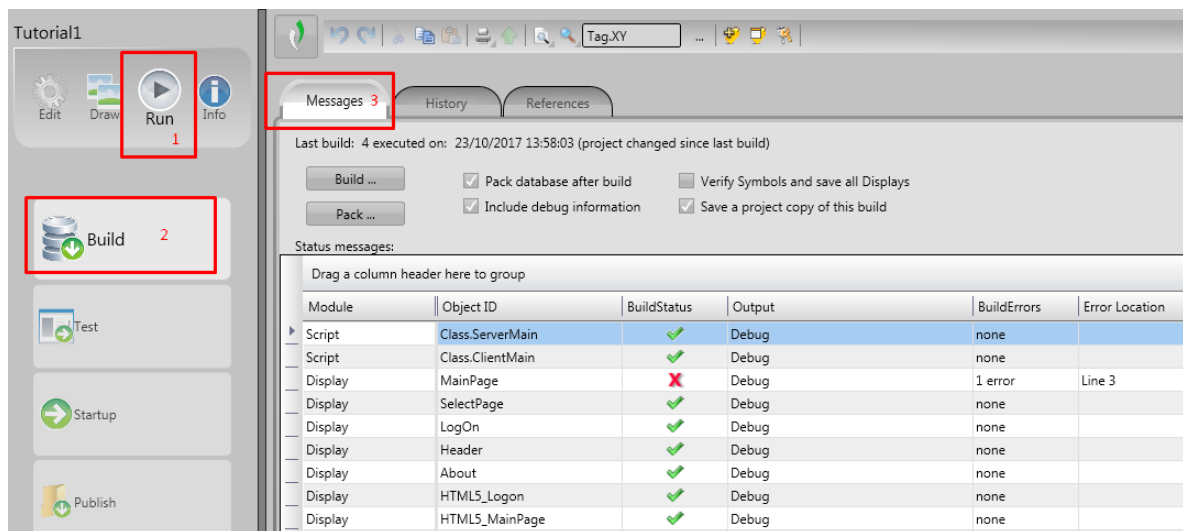 Tutorial1
Edit Draw Run Info
1
Build 2
Test
Startup
Publish
Tag.XY ...
Messages 3 History References
Last build: 4 executed on: 23/10/2017 13:58:03 (project changed since last build)
Build ... Pack database after build Verify Symbols and save all Displays
Pack ... Include debug information Save a project copy of this build
Status messages:
Drag a column header here to group
Module Object ID BuildStatus Output BuildErrors Error Location
Script Class.ServerMain Debug none
Script Class.ClientMain Debug none
Display MainPage X Debug 1 error Line 3
Display SelectPage Debug none
Display LogOn Debug none
Display Header Debug none
Display About Debug none
Display HTML5_Logon Debug none
Display HTML5_MainPage Debug none